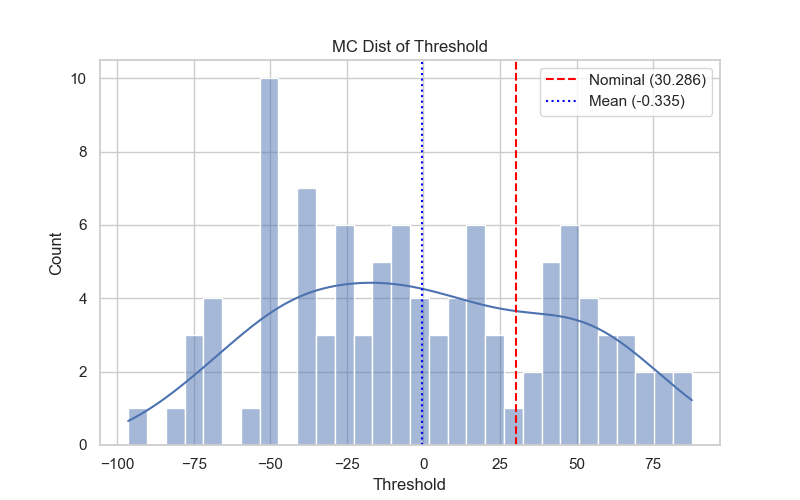 MC Dist of Threshold
Nominal (30.286)
Mean (-0.335)
Count
10
8
6
4
2
0
−100
−75
−50
−25
0
25
50
75
Threshold